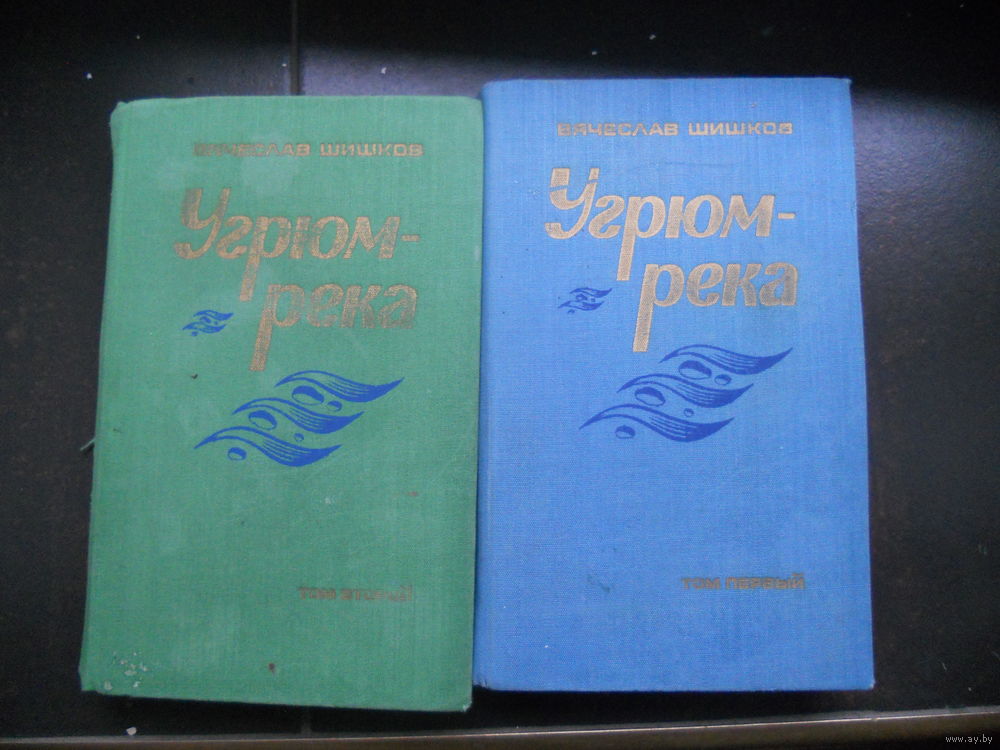 ВЯЧЕСЛАВ ШИШКОВ
Угрюм-
река
ТОМ ВТОРОЙ
ВЯЧЕСЛАВ ШИШКОВ
Угрюм-
река
ТОМ ПЕРВЫЙ
www.ay.by